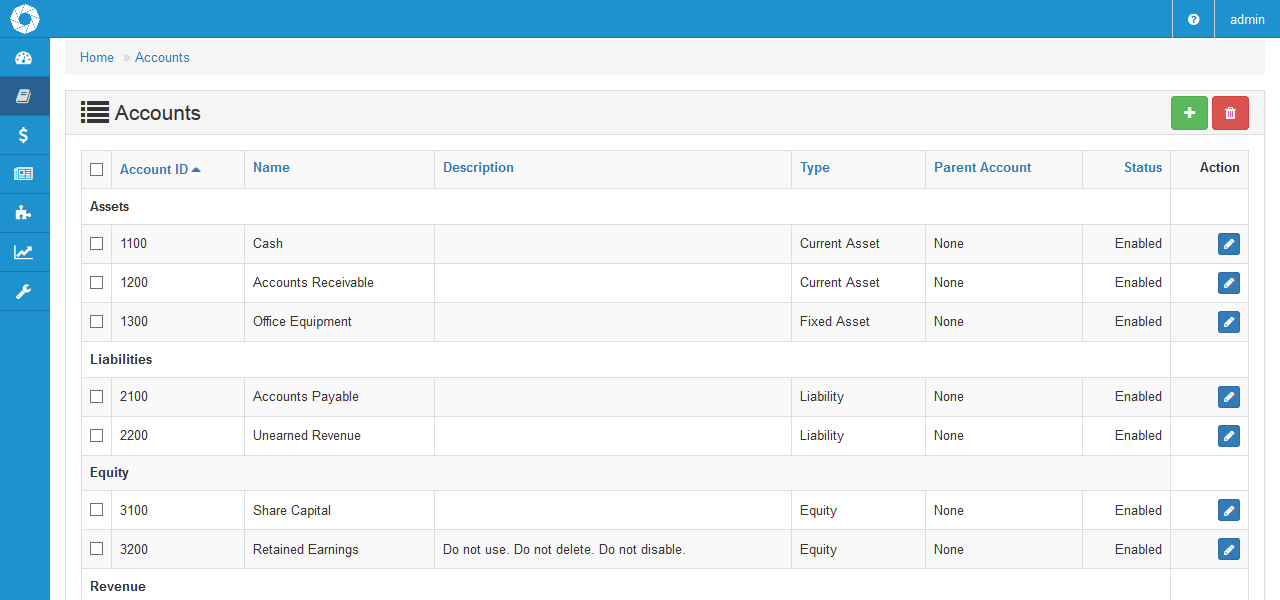 admin
Home » Accounts
Accounts
Account ID Name Description Type Parent Account Status Action
Assets
1100 Cash Current Asset None Enabled
1200 Accounts Receivable Current Asset None Enabled
1300 Office Equipment Fixed Asset None Enabled
Liabilities
2100 Accounts Payable Liability None Enabled
2200 Unearned Revenue Liability None Enabled
Equity
3100 Share Capital Equity None Enabled
3200 Retained Earnings Do not use. Do not delete. Do not disable. Equity None Enabled
Revenue